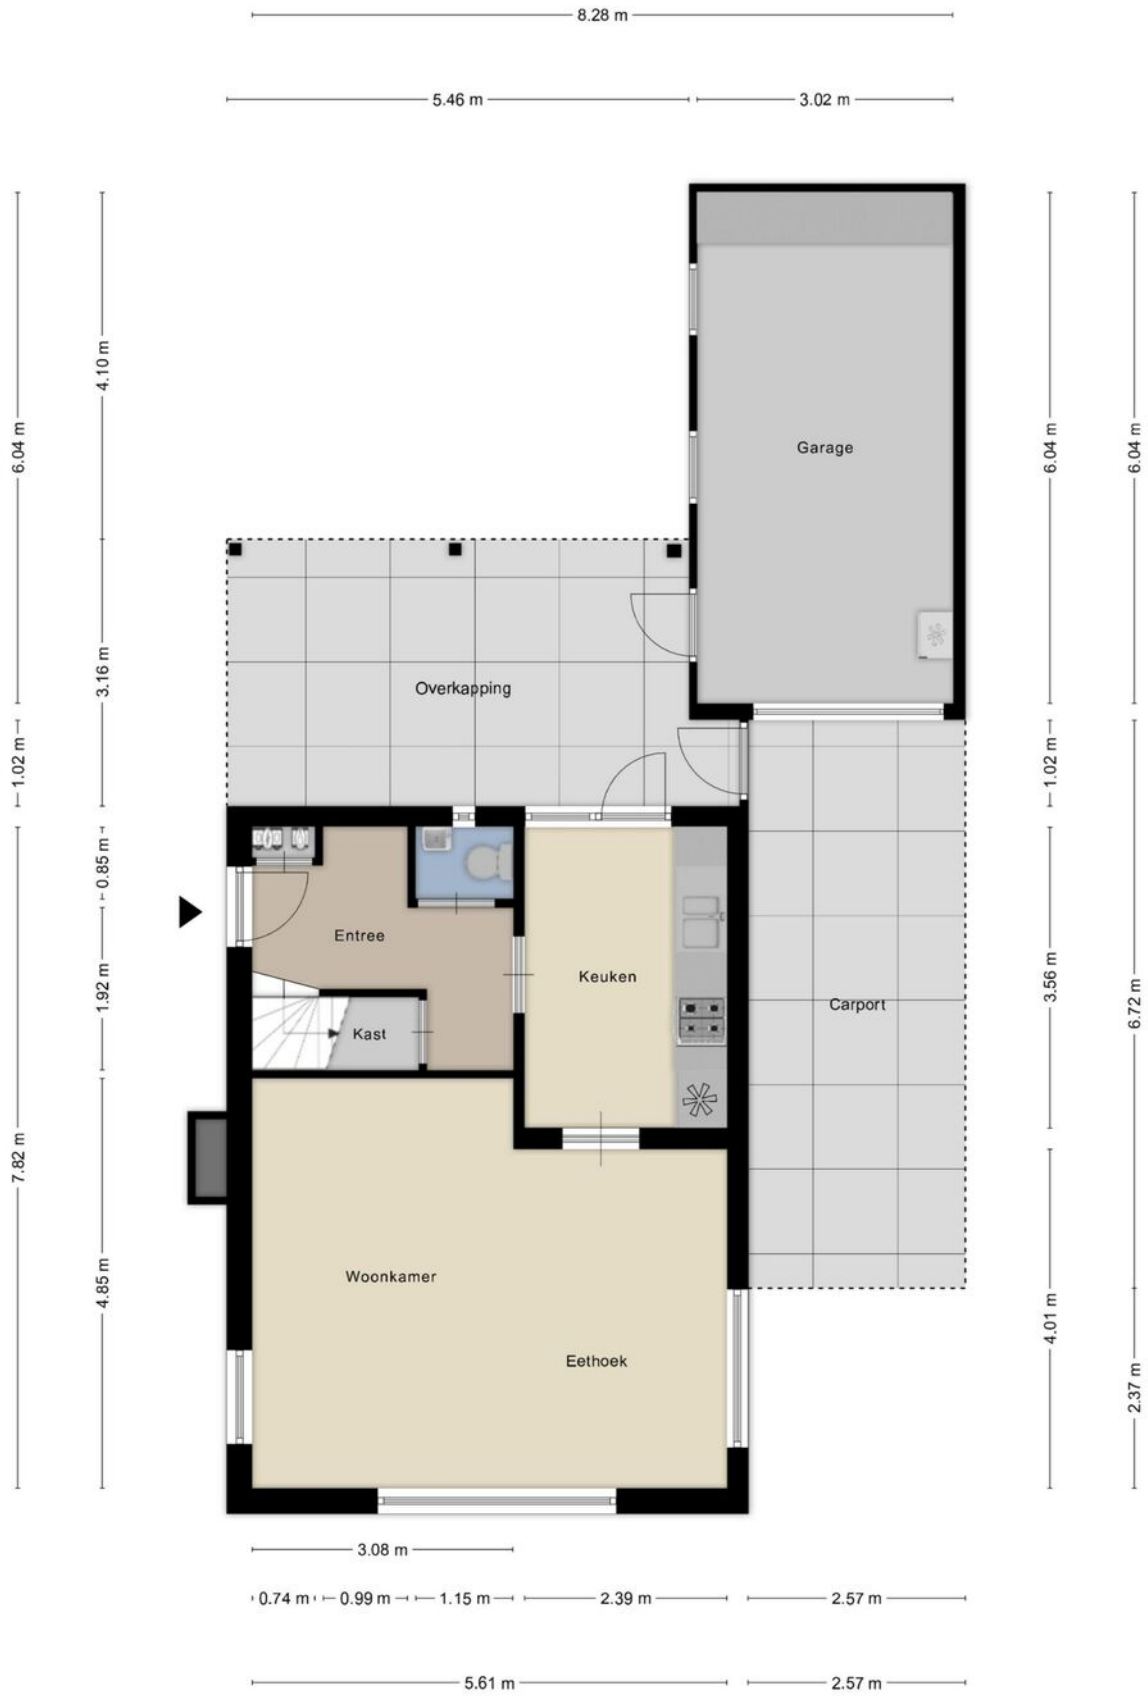 8.28 m
5.46 m
3.02 m
6.04 m
4.10 m
6.04 m
6.04 m
Garage
3.16 m
Overkapping
1.02 m
1.02 m
0.85 m
Entree
1.92 m
Keuken
3.56 m
Carport
6.72 m
Kast
7.82 m
4.85 m
Woonkamer
Eethoek
4.01 m
2.37 m
3.08 m
0.74 m
0.99 m
1.15 m
2.39 m
2.57 m
5.61 m
2.57 m